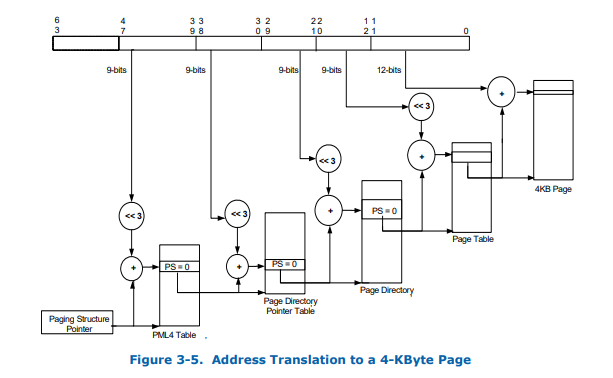 6 4 3 3 3 2 2 2 1 1
3 7 9 8 0 9 1 0 2 1 0
9-bits 9-bits 9-bits 9-bits 12-bits
+
<< 3
<< 3
+
4KB Page
<< 3
<< 3
+
PS = 0
Page Table
+
PS = 0
+
PS = 0
Page Directory
Page Directory
Pointer Table
Paging Structure
Pointer
PML4 Table
Figure 3-5. Address Translation to a 4-KByte Page